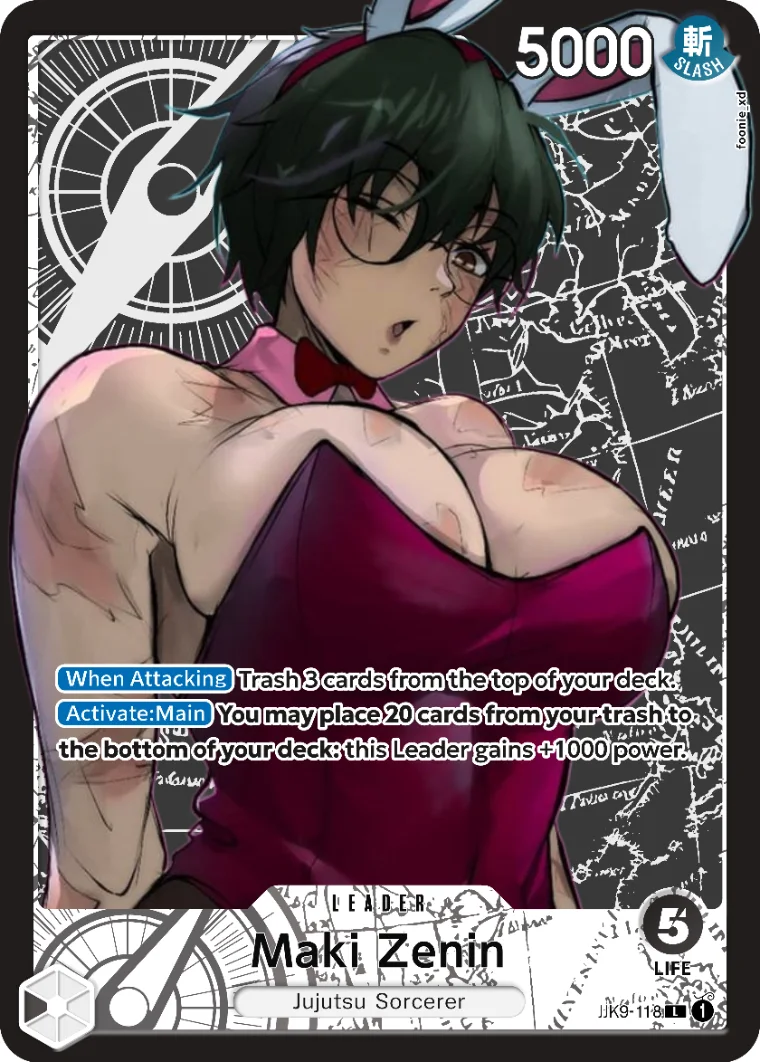 5000
斬
SLASH
foonie_xd
When Attacking Trash 3 cards from the top of your deck.
Activate:Main You may place 20 cards from your trash to
the bottom of your deck: this Leader gains +1000 power.
LEADER
Maki Zenin
Jujutsu Sorcerer
5
LIFE
JJK9-118 L 1